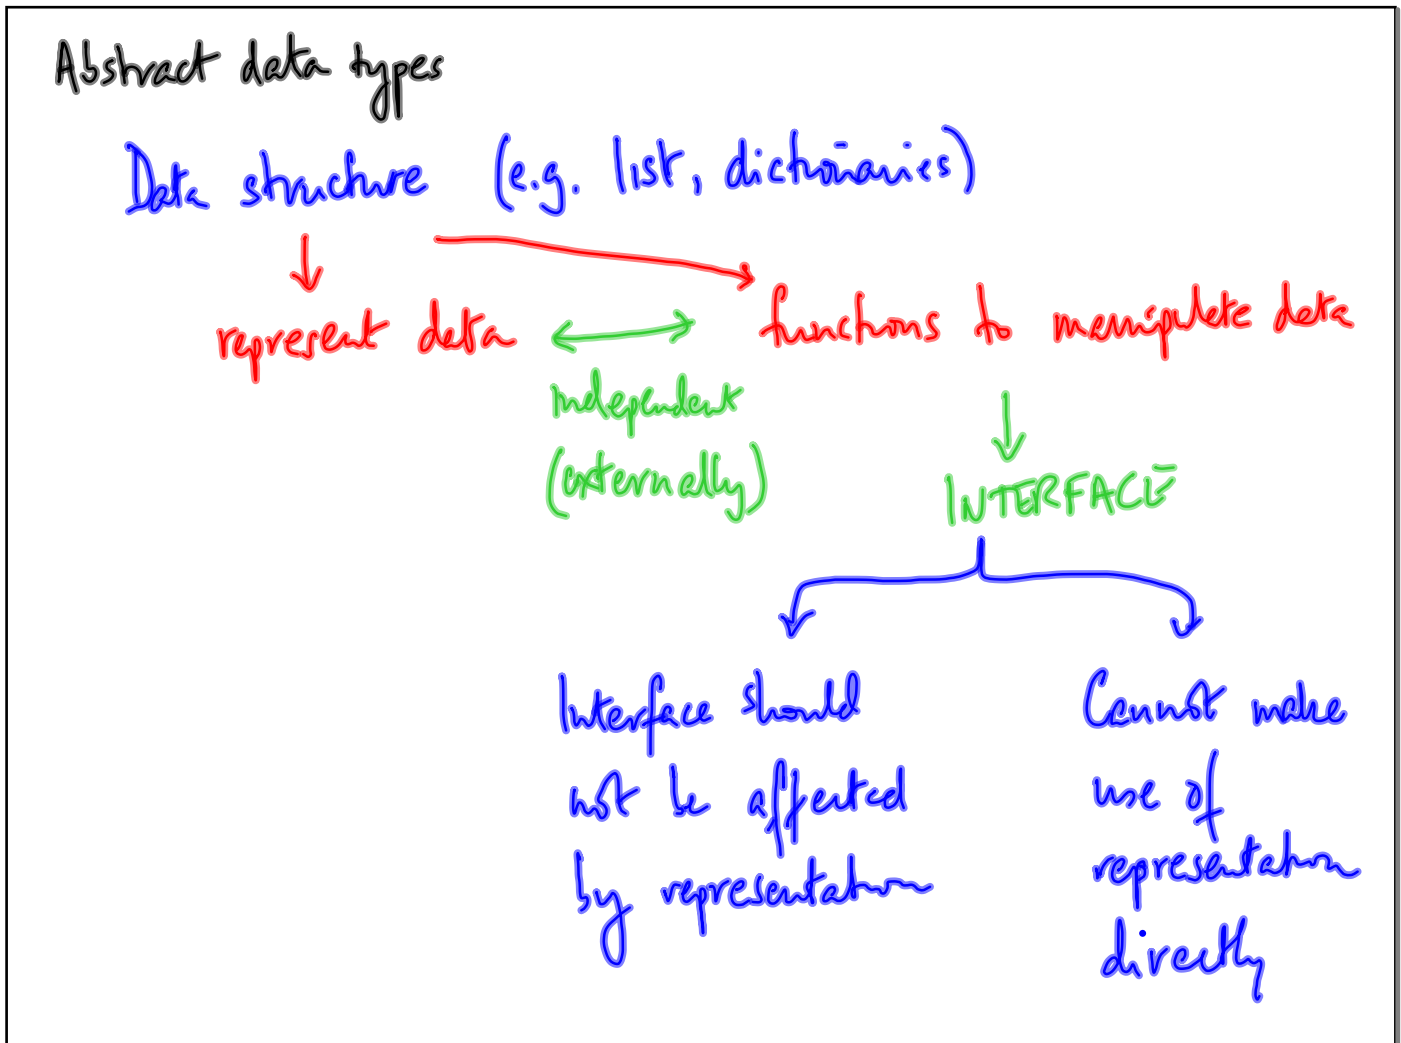 Abstract data types
Data structure (e.g. list, dictionaries)
represent data
functions to manipulate data
independent
(externally)
INTERFACE
Interface should
not be affected
by representation
Cannot make
use of
representation
directly